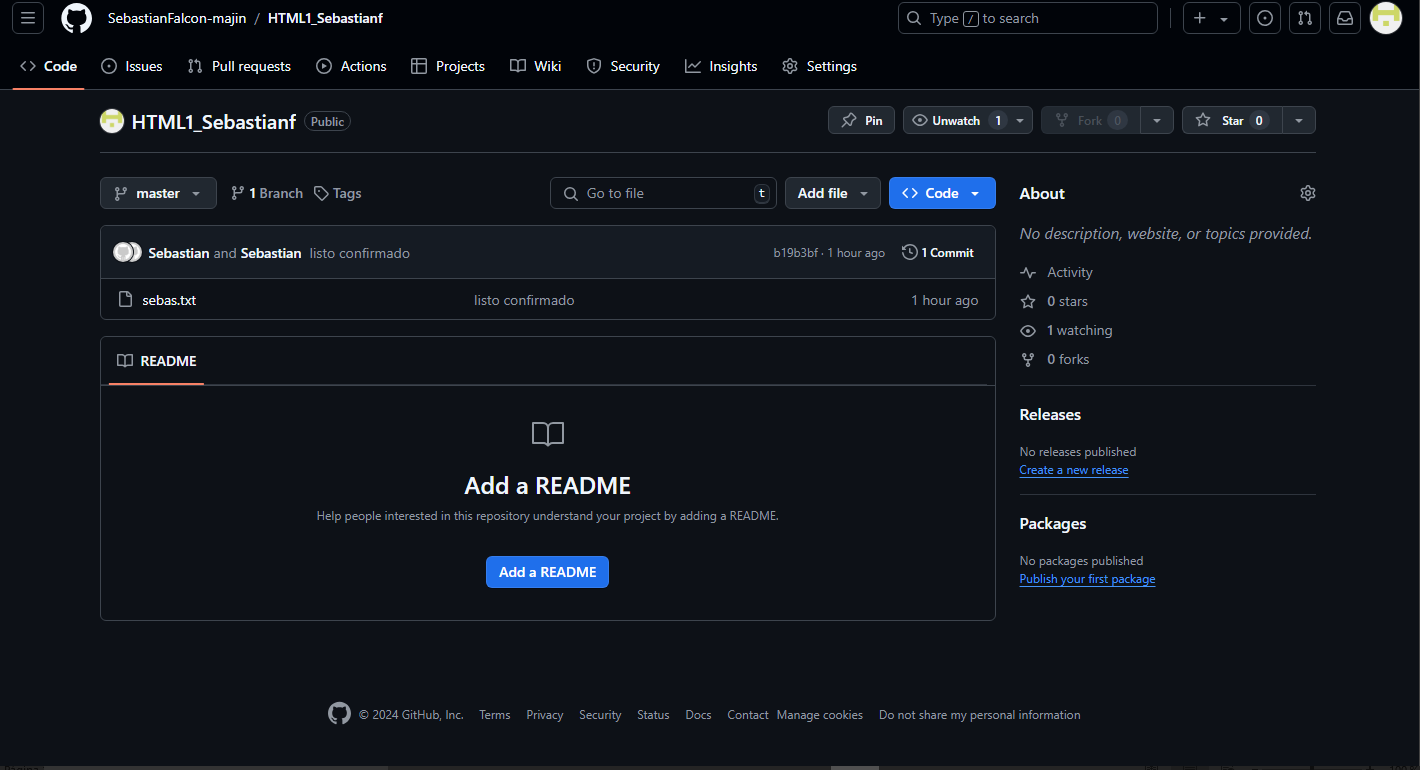 SebastianFalcon-majin / HTML1_Sebastianf
Type / to search
Code Issues Pull requests Actions Projects Wiki Security Insights Settings
HTML1_Sebastianf Public
Pin Unwatch 1 Fork 0 Star 0
master 1 Branch Tags
Go to file t Add file Code
Sebastian and Sebastian listo confirmado b19b3bf · 1 hour ago 1 Commit
sebas.txt listo confirmado 1 hour ago
README
Add a README
Help people interested in this repository understand your project by adding a README.
Add a README
About
No description, website, or topics provided.
Activity
0 stars
1 watching
0 forks
Releases
No releases published
Create a new release
Packages
No packages published
Publish your first package
© 2024 GitHub, Inc. Terms Privacy Security Status Docs Contact Manage cookies Do not share my personal information